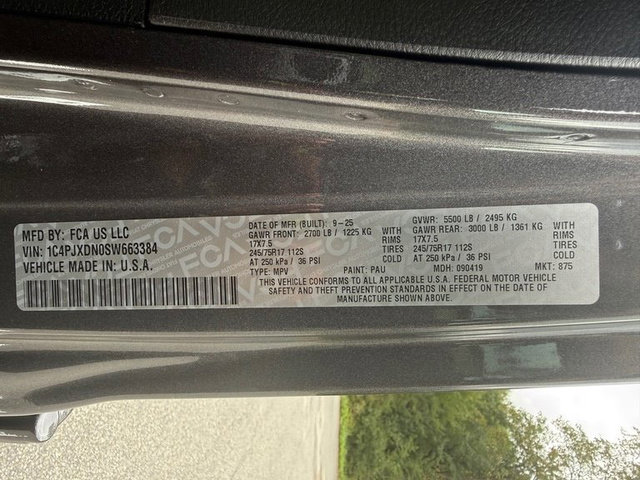 MFD BY: FCA US LLC
VIN: 1C4PJXDN0SW663384
VEHICLE MADE IN U.S.A.
DATE OF MFR (BUILT): 9-25
GAWR FRONT: 2700 LB / 1225 KG WITH
17X7.5 RIMS
245/75R17 112S TIRES
AT 250 kPa / 36 PSI COLD
GVWR: 5500 LB / 2495 KG
GAWR REAR: 3000 LB / 1361 KG WITH
17X7.5 RIMS
245/75R17 112S TIRES
AT 250 kPa / 36 PSI COLD
TYPE: MPV PAINT: PAU MDH: 090419 MKT: 875
THIS VEHICLE CONFORMS TO ALL APPLICABLE U.S.A. FEDERAL MOTOR VEHICLE
SAFETY AND THEFT PREVENTION STANDARDS IN EFFECT ON THE DATE OF
MANUFACTURE SHOWN ABOVE.